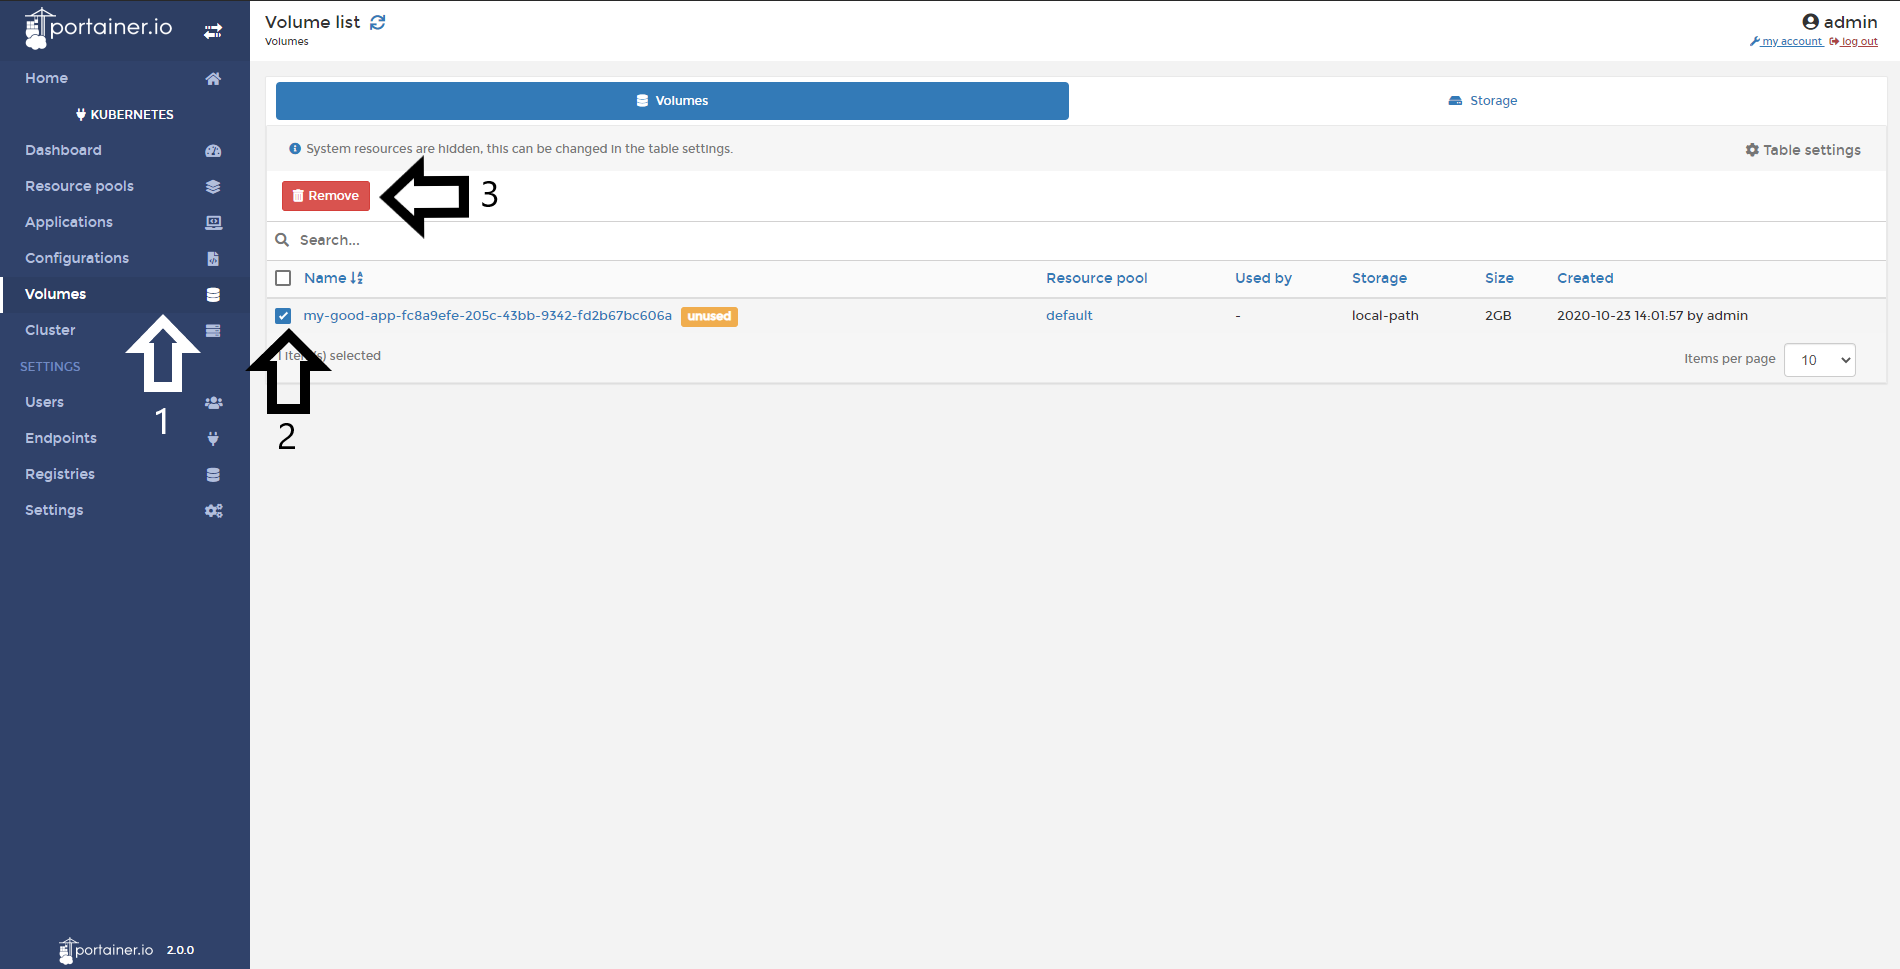 portainer.io
Home
KUBERNETES
Dashboard
Resource pools
Applications
Configurations
Volumes
Cluster
SETTINGS
Users
Endpoints
Registries
Settings
portainer.io 2.0.0
1
Volume list
Volumes
admin
my account log out
Volumes Storage
System resources are hidden, this can be changed in the table settings.
Table settings
Remove
3
Search...
Name Resource pool Used by Storage Size Created
my-good-app-fc8a9efe-205c-43bb-9342-fd2b67bc606a unused default - local-path 2GB 2020-10-23 14:01:57 by admin
selected
Items per page 10
2